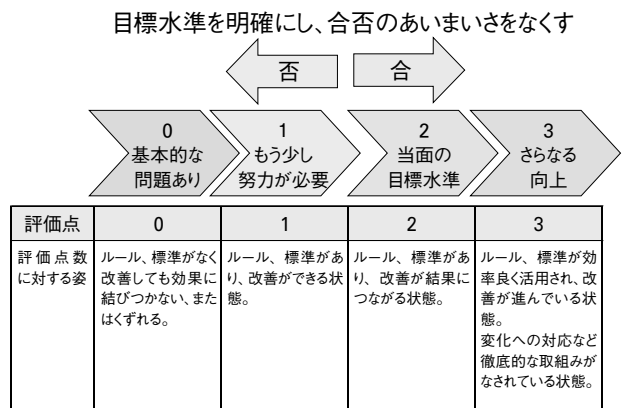 目標水準を明確にし、合否のあいまいさをなくす
否
合
0
基本的な
問題あり
1
もう少し
努力が必要
2
当面の
目標水準
3
さらなる
向上
評価点
0
1
2
3
評価点数
に対する姿
ルール、標準がなく
改善しても効果に
結びつかない、また
はくずれる。
ルール、標準があ
り、改善ができる状
態。
ルール、標準があ
り、改善が結果に
つながる状態。
ルール、標準が効
率良く活用され、改
善が進んでいる状
態。
変化への対応など
徹底的な取組みが
なされている状態。